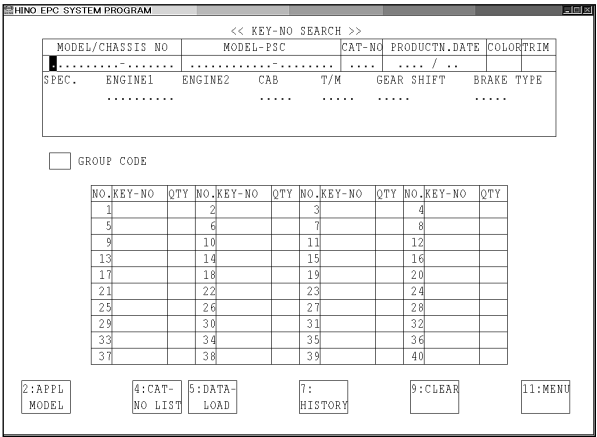 HINO EPC SYSTEM PROGRAM
<< KEY-NO SEARCH >>
MODEL/CHASSIS NO MODEL-PSC CAT-NO PRODUCTN.DATE COLOR TRIM
.........-....... ...........-........ .... .... / ..
SPEC. ENGINE1 ENGINE2 CAB T/M GEAR SHIFT BRAKE TYPE
.......... ..... ..... ..... .....
GROUP CODE
NO. KEY-NO QTY NO. KEY-NO QTY NO. KEY-NO QTY NO. KEY-NO QTY
1 2 3 4
5 6 7 8
9 10 11 12
13 14 15 16
17 18 19 20
21 22 23 24
25 26 27 28
29 30 31 32
33 34 35 36
37 38 39 40
2:APPL 4:CAT- 5:DATA- 7: 9:CLEAR 11:MENU
MODEL NO LIST LOAD HISTORY